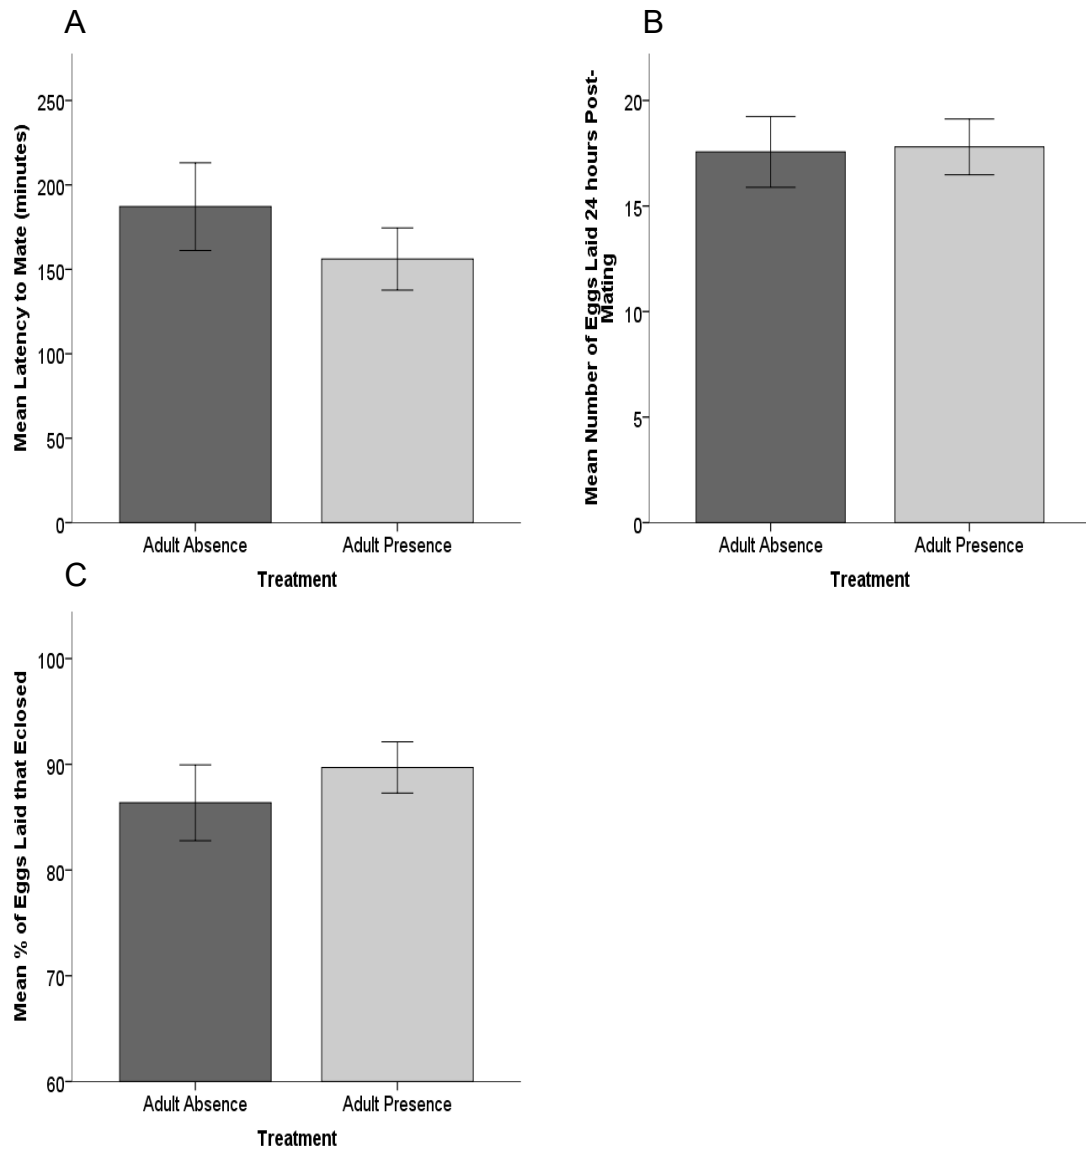 A
Mean Latency to Mate (minutes)
250
200
150
100
50
0
Adult Absence
Adult Presence
Treatment
B
Mean Number of Eggs Laid 24 hours Post-
Mating
20
15
10
5
0
Adult Absence
Adult Presence
Treatment
C
Mean % of Eggs Laid that Eclosed
100
90
80
70
60
Adult Absence
Adult Presence
Treatment